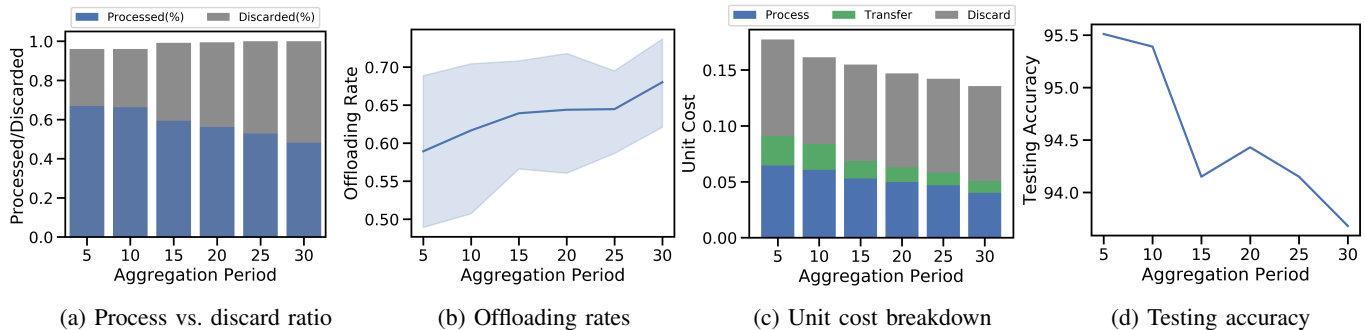 Processed(%) Discarded(%)
Processed/Discarded
1.0
0.8
0.6
0.4
0.2
0.0
5 10 15 20 25 30
Aggregation Period
(a) Process vs. discard ratio
Offloading Rate
0.70
0.65
0.60
0.55
0.50
5 10 15 20 25 30
Aggregation Period
(b) Offloading rates
Process Transfer Discard
Unit Cost
0.15
0.10
0.05
0.00
5 10 15 20 25 30
Aggregation Period
(c) Unit cost breakdown
Testing Accuracy
95.5
95.0
94.5
94.0
5 10 15 20 25 30
Aggregation Period
(d) Testing accuracy